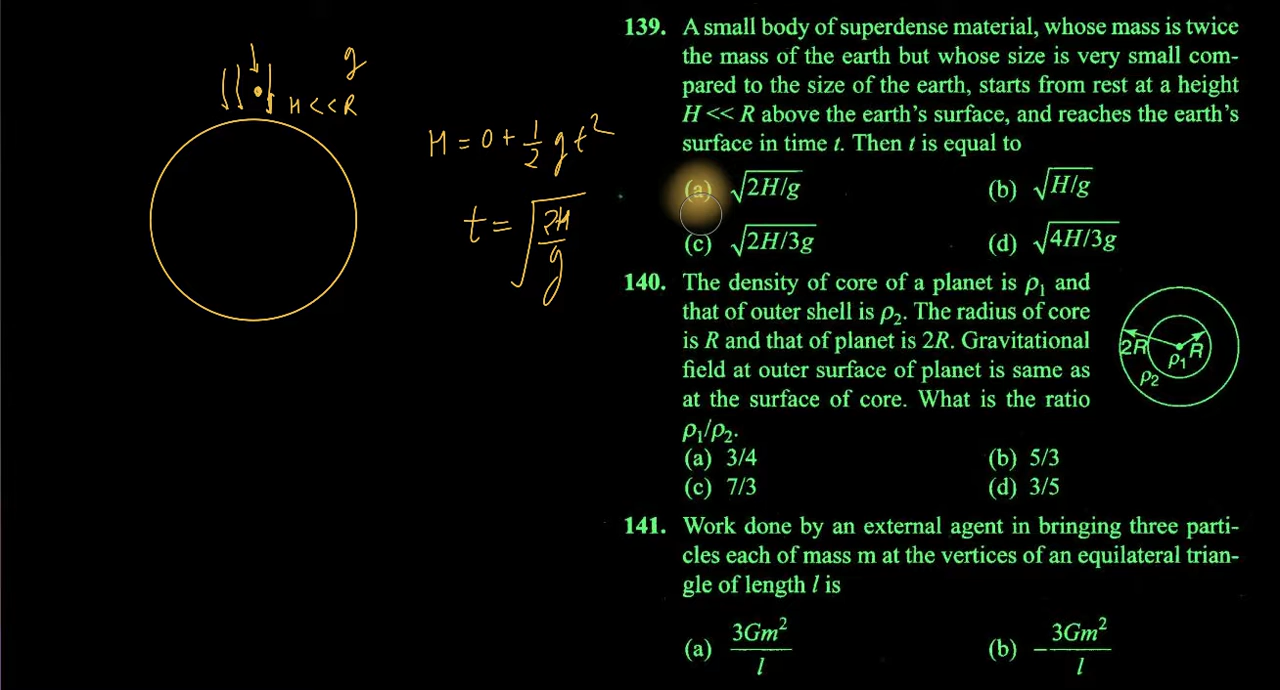 g
H << R
H = 0 + 1/2 gt²
t = √(2H/g)
139. A small body of superdense material, whose mass is twice
the mass of the earth but whose size is very small com-
pared to the size of the earth, starts from rest at a height
H << R above the earth's surface, and reaches the earth's
surface in time t. Then t is equal to
(a) √2H/g (b) √H/g
(c) √2H/3g (d) √4H/3g
140. The density of core of a planet is ρ₁ and
that of outer shell is ρ₂. The radius of core
is R and that of planet is 2R. Gravitational
field at outer surface of planet is same as
at the surface of core. What is the ratio
ρ₁/ρ₂.
2R R
ρ₁
ρ₂
(a) 3/4 (b) 5/3
(c) 7/3 (d) 3/5
141. Work done by an external agent in bringing three parti-
cles each of mass m at the vertices of an equilateral trian-
gle of length l is
(a) 3Gm²/l (b) −3Gm²/l